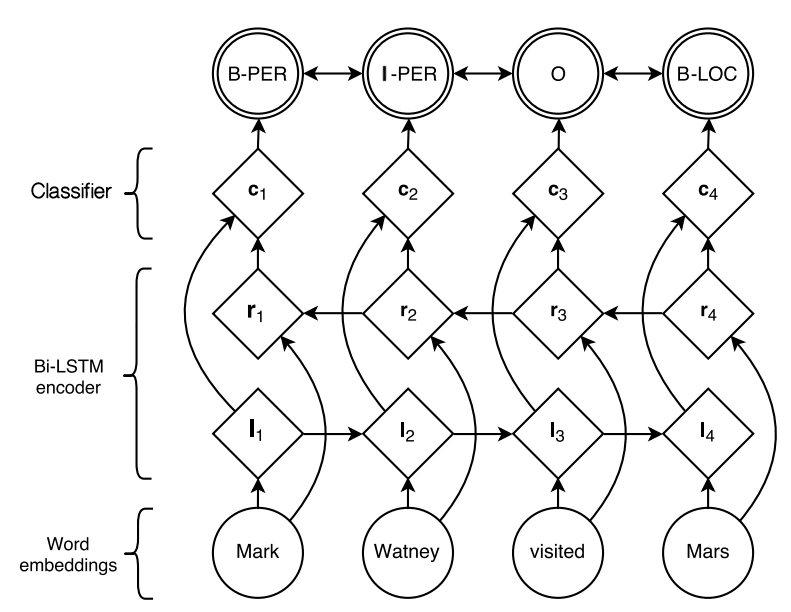 B-PER I-PER O B-LOC
Classifier c1 c2 c3 c4
r1 r2 r3 r4
Bi-LSTM
encoder
l1 l2 l3 l4
Word
embeddings
Mark Watney visited Mars